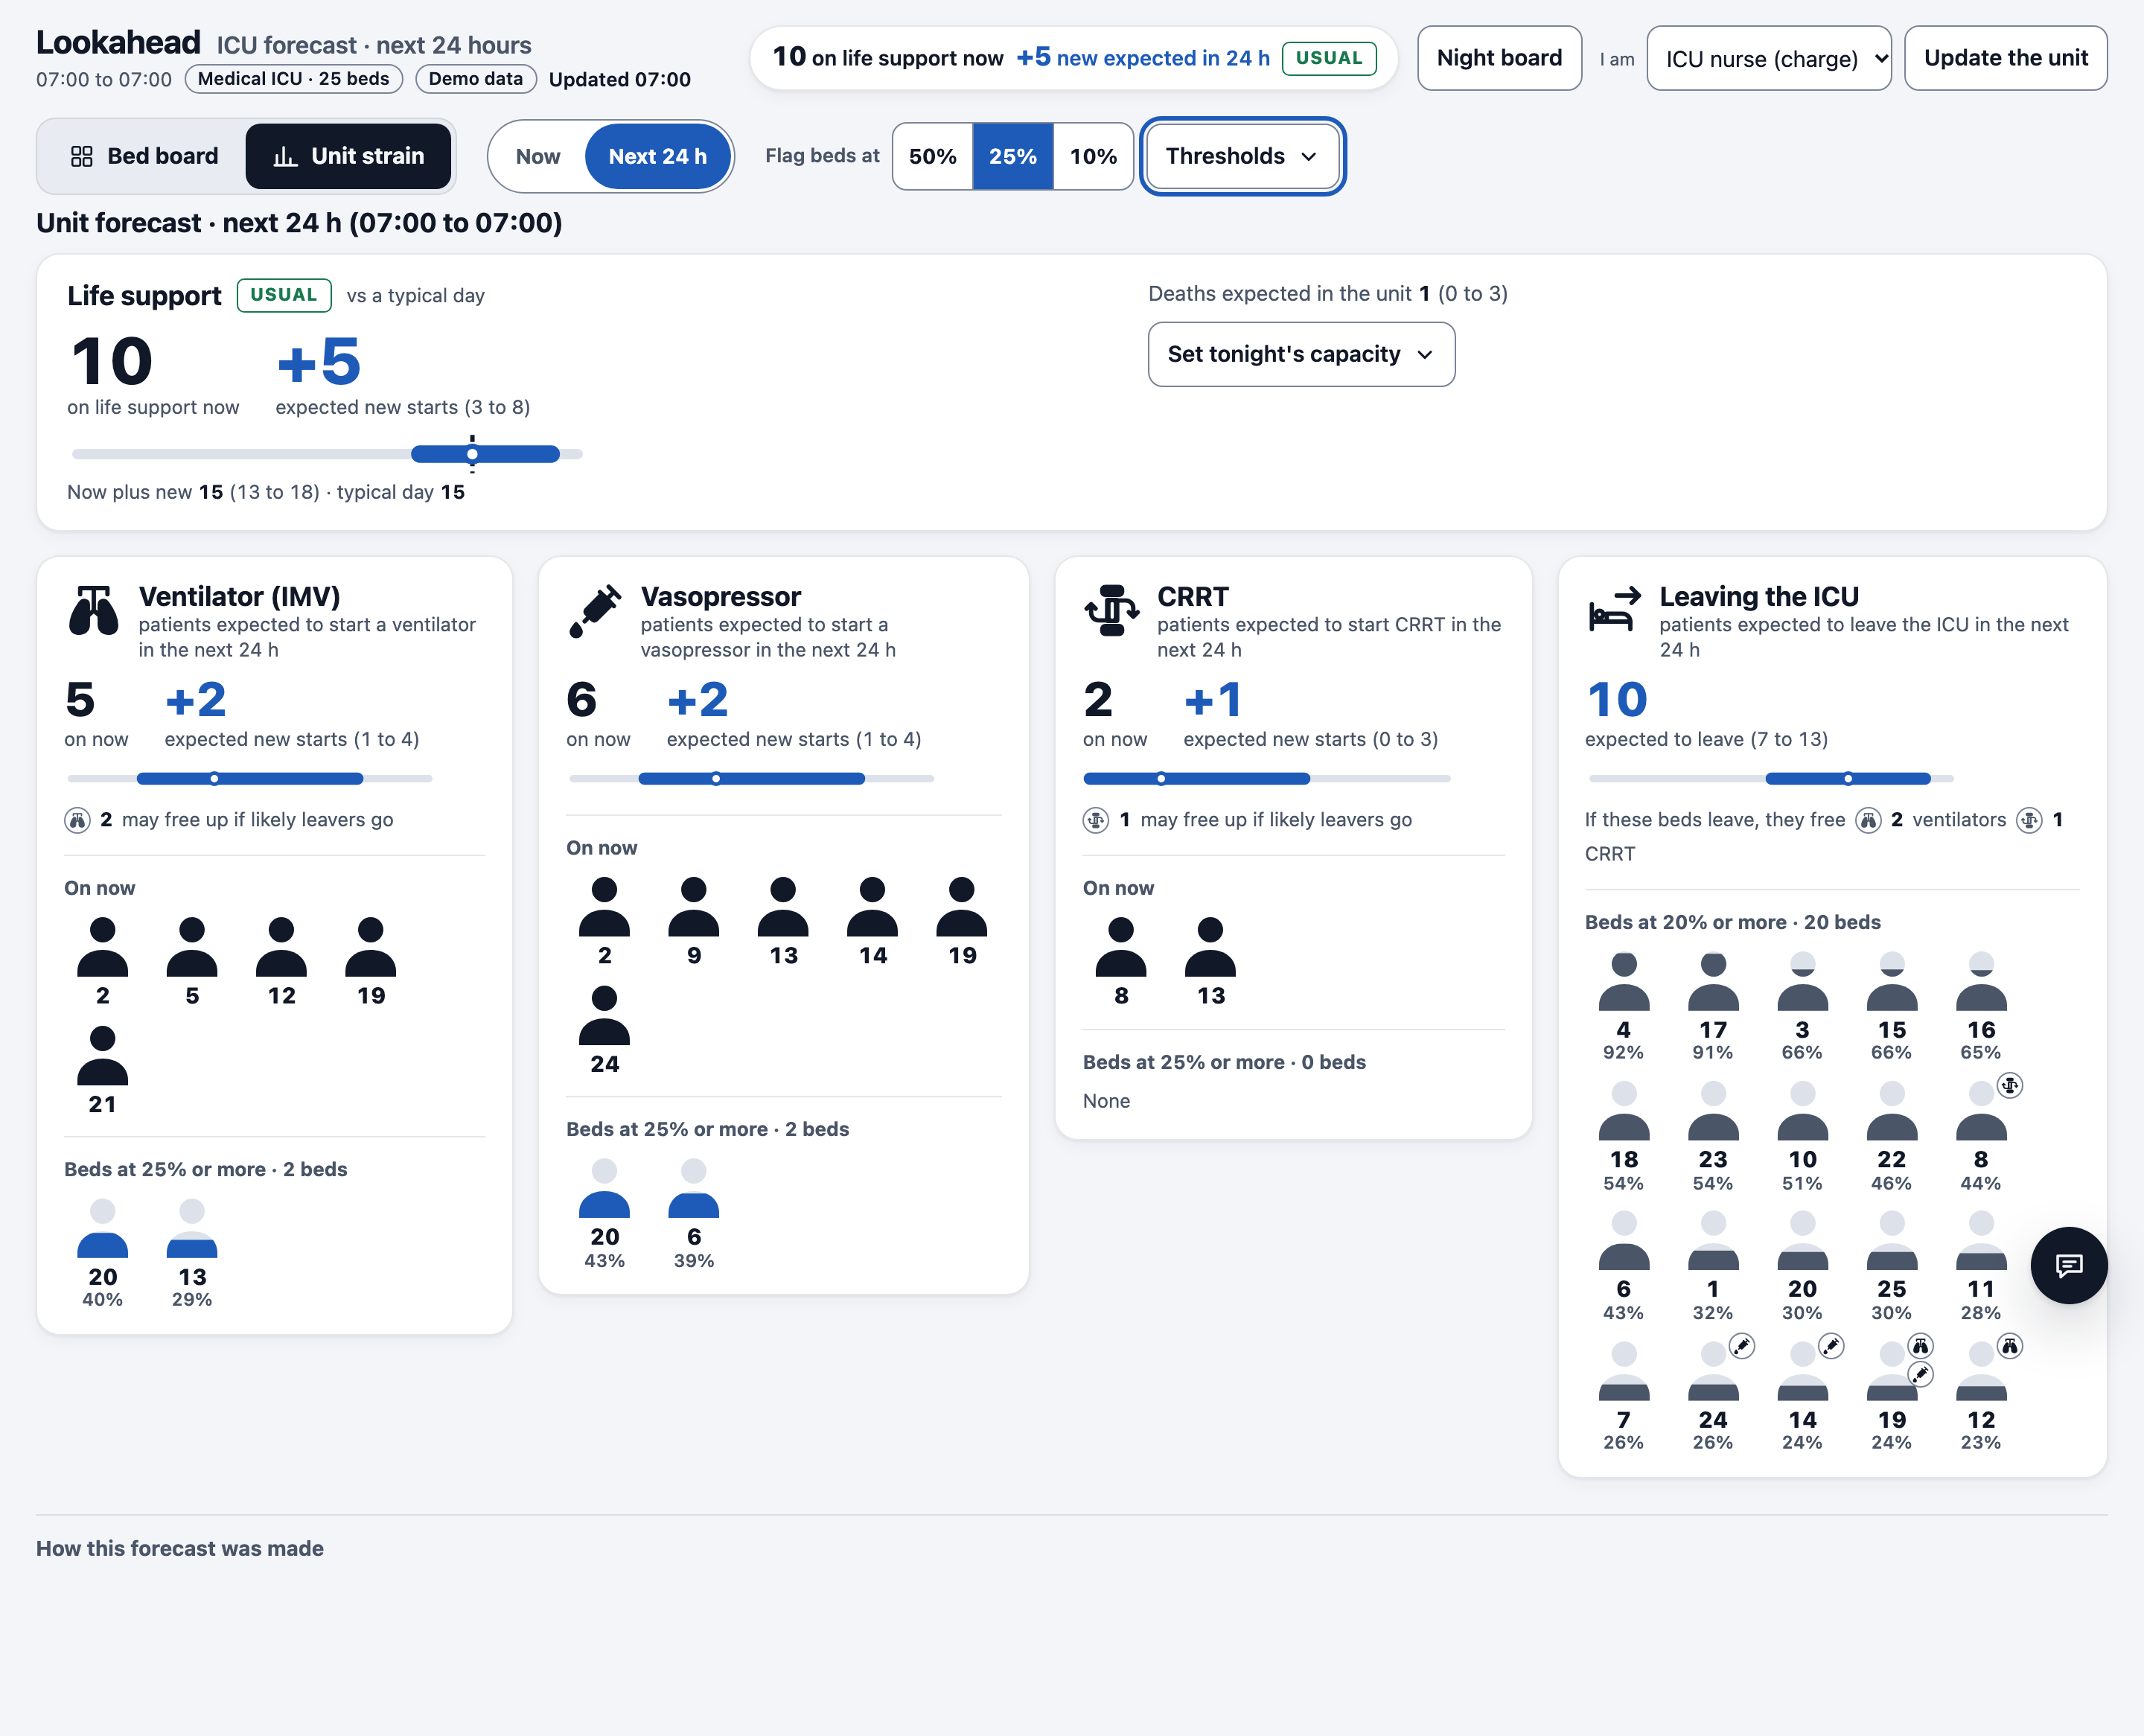 Lookahead ICU forecast · next 24 hours
07:00 to 07:00 Medical ICU · 25 beds Demo data Updated 07:00
10 on life support now +5 new expected in 24 h USUAL
Night board
I am ICU nurse (charge)
Update the unit
Bed board Unit strain
Now Next 24 h
Flag beds at 50% 25% 10%
Thresholds
Unit forecast · next 24 h (07:00 to 07:00)
Life support USUAL vs a typical day
10 +5
on life support now expected new starts (3 to 8)
Now plus new 15 (13 to 18) · typical day 15
Deaths expected in the unit 1 (0 to 3)
Set tonight's capacity
Ventilator (IMV)
patients expected to start a ventilator
in the next 24 h
5 +2
on now expected new starts (1 to 4)
2 may free up if likely leavers go
On now
2 5 12 19
21
Beds at 25% or more · 2 beds
20 13
40% 29%
Vasopressor
patients expected to start a
vasopressor in the next 24 h
6 +2
on now expected new starts (1 to 4)
On now
2 9 13 14 19
24
Beds at 25% or more · 2 beds
20 6
43% 39%
CRRT
patients expected to start CRRT in the
next 24 h
2 +1
on now expected new starts (0 to 3)
1 may free up if likely leavers go
On now
8 13
Beds at 25% or more · 0 beds
None
Leaving the ICU
patients expected to leave the ICU in the next
24 h
10
expected to leave (7 to 13)
If these beds leave, they free 2 ventilators 1
CRRT
Beds at 20% or more · 20 beds
4 17 3 15 16
92% 91% 66% 66% 65%
18 23 10 22 8
54% 54% 51% 46% 44%
6 1 20 25 11
43% 32% 30% 30% 28%
7 24 14 19 12
26% 26% 24% 24% 23%
How this forecast was made